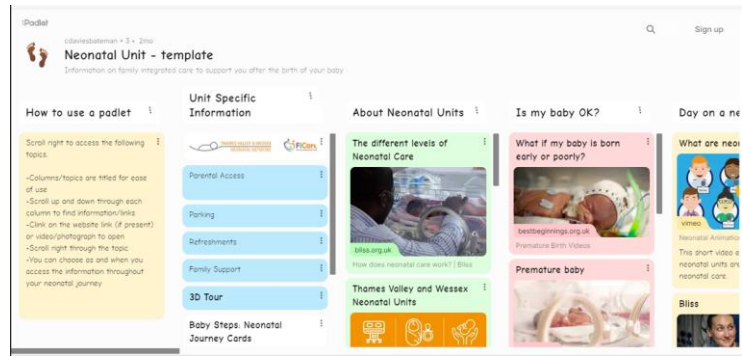 :Padlet
Sign up
cdaviesbateman + 3 • 2mo
Neonatal Unit - template
Information on family integrated care to support you after the birth of your baby
How to use a padlet
Scroll right to access the following
topics.
-Columns/topics are titled for ease
of use
-Scroll up and down through each
column to find information/links
-Clink on the website link (if present)
or video/photograph to open
-Scroll right through the topic
-You can choose as and when you
access the information throughout
your neonatal journey
Unit Specific
Information
THAMES VALLEY & WESSEX
NEONATAL NETWORK
FiCare
Parental Access
Parking
Refreshments
Family Support
3D Tour
Baby Steps: Neonatal
Journey Cards
About Neonatal Units
The different levels of
Neonatal Care
bliss.org.uk
How does neonatal care work? | Bliss
Thames Valley and Wessex
Neonatal Units
Is my baby OK?
What if my baby is born
early or poorly?
bestbeginnings.org.uk
Premature Birth Videos
Premature baby
Day on a ne
What are neor
vimeo
Neonatal Animatio
This short video e
neonatal units are
neonatal care.
Bliss